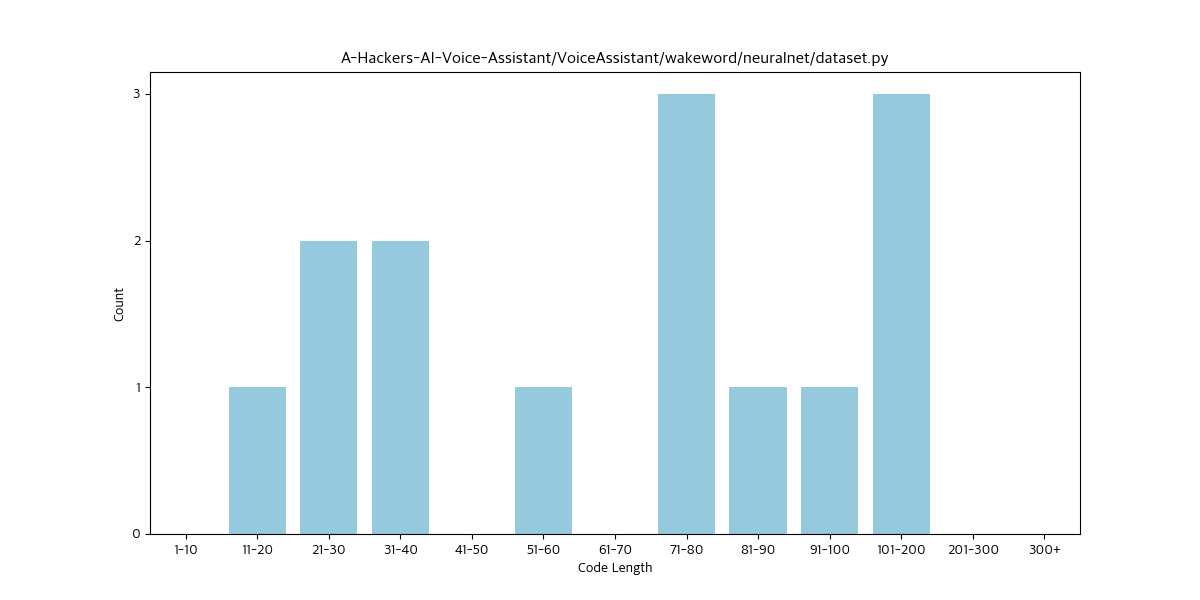 A-Hackers-AI-Voice-Assistant/VoiceAssistant/wakeword/neuralnet/dataset.py
3
2
1
0
Count
1-10 11-20 21-30 31-40 41-50 51-60 61-70 71-80 81-90 91-100 101-200 201-300 300+
Code Length